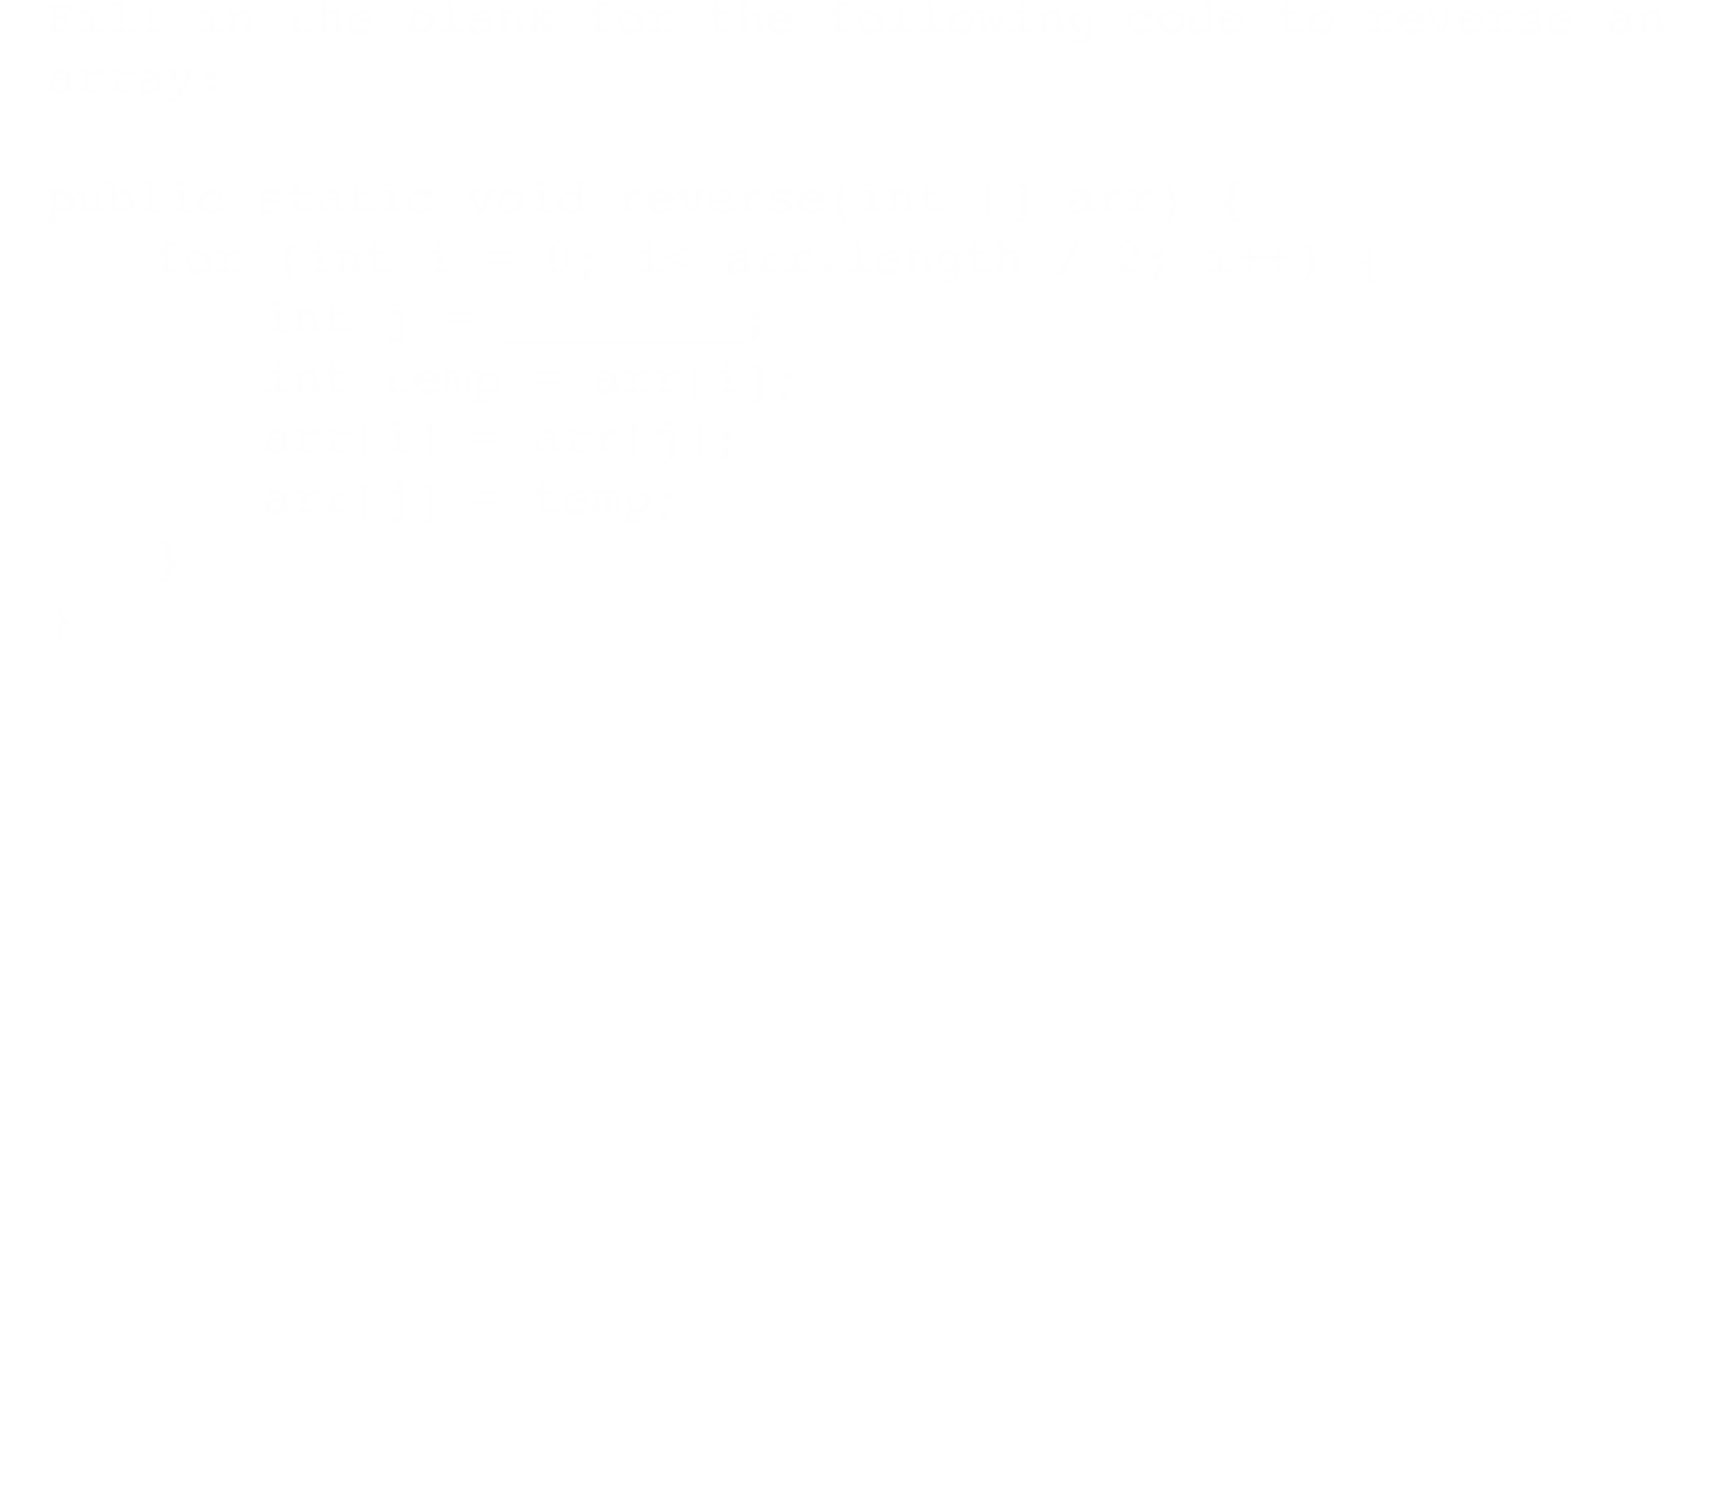 Fill in the blank for the following code to reverse an
array:
public static void reverse(int [] arr) {
for (int i = 0; i< arr.length / 2; i++) {
int j = ;
int temp = arr[i];
arr[i] = arr[j];
arr[j] = temp;
}
}